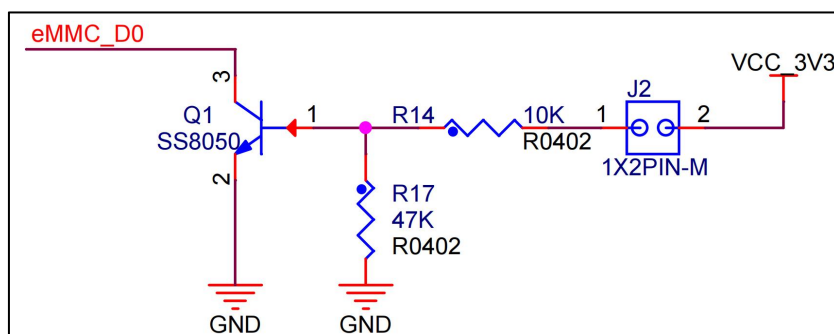 eMMC_D0
VCC_3V3
3
J2
Q1
SS8050
1
R14
10K
R0402
1
2
1X2PIN-M
2
R17
47K
R0402
GND
GND